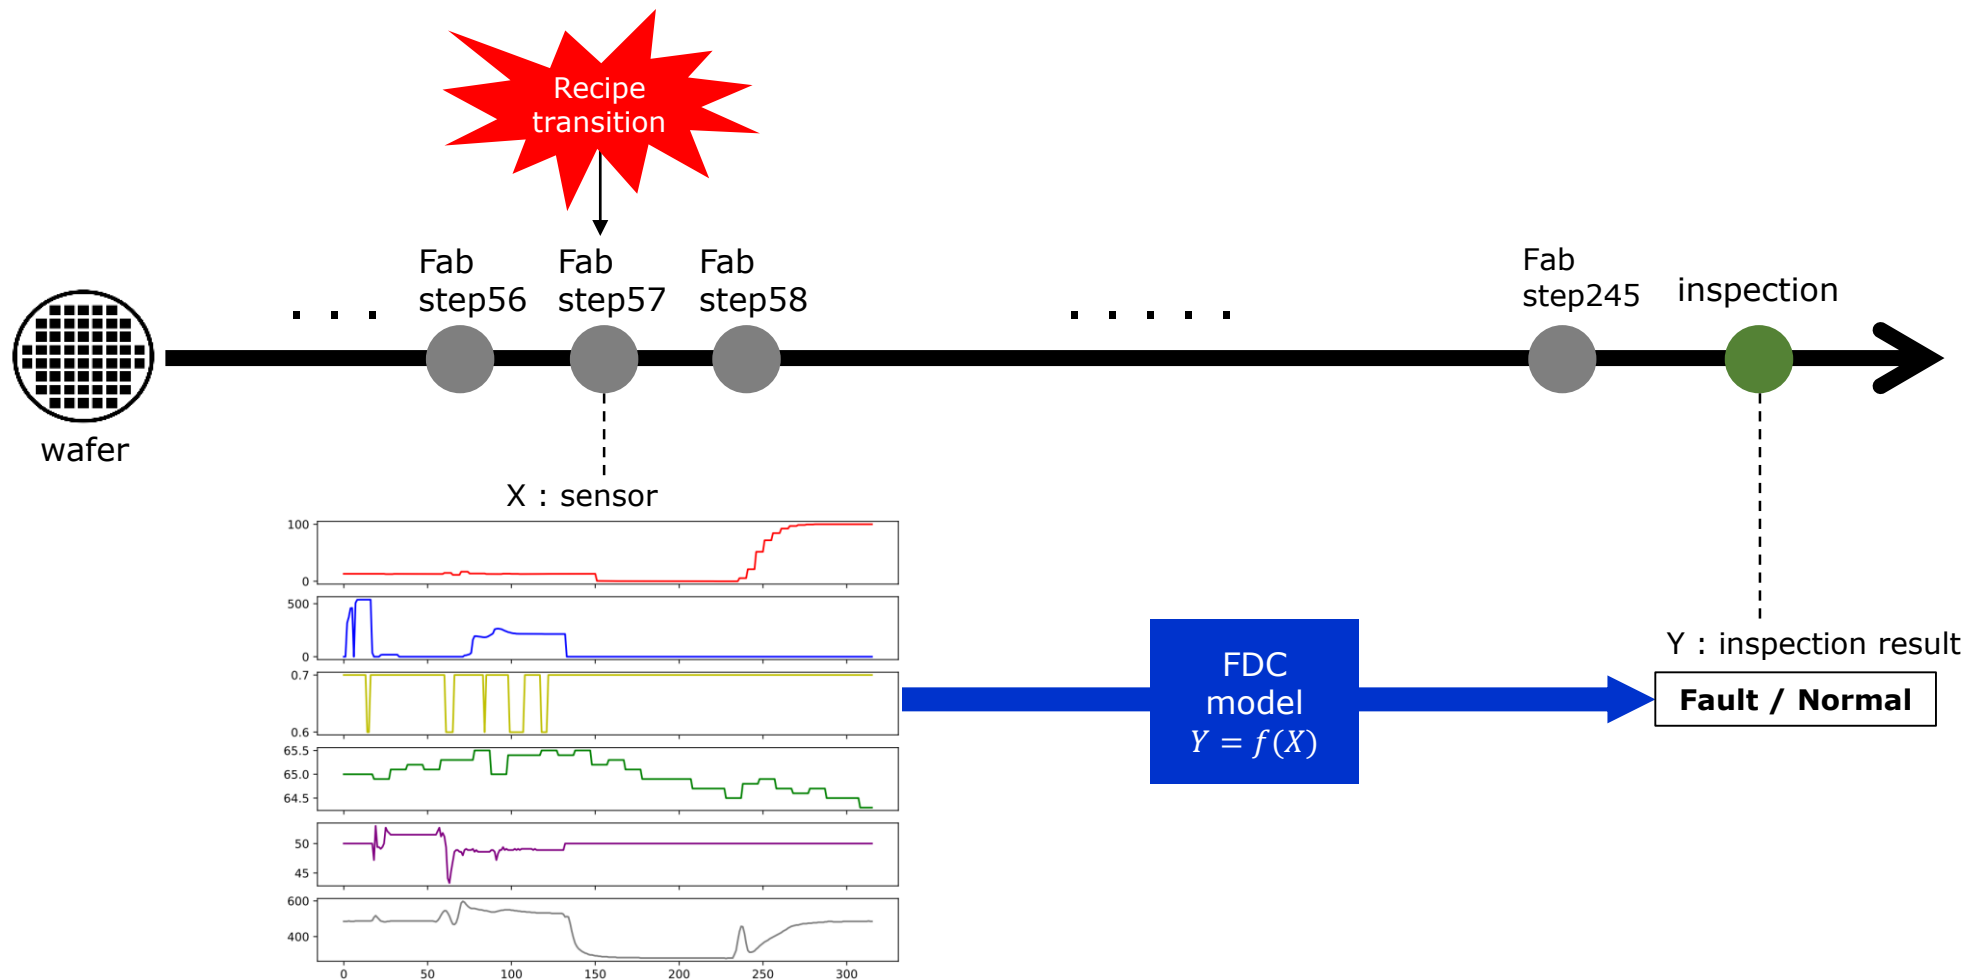 Recipe
transition
Fab
step56
Fab
step57
Fab
step58
Fab
step245
inspection
wafer
X : sensor
100
0
500
0
0.7
0.6
65.5
65.0
64.5
50
45
600
400
0 50 100 150 200 250 300
FDC
model
Y = f(X)
Y : inspection result
Fault / Normal